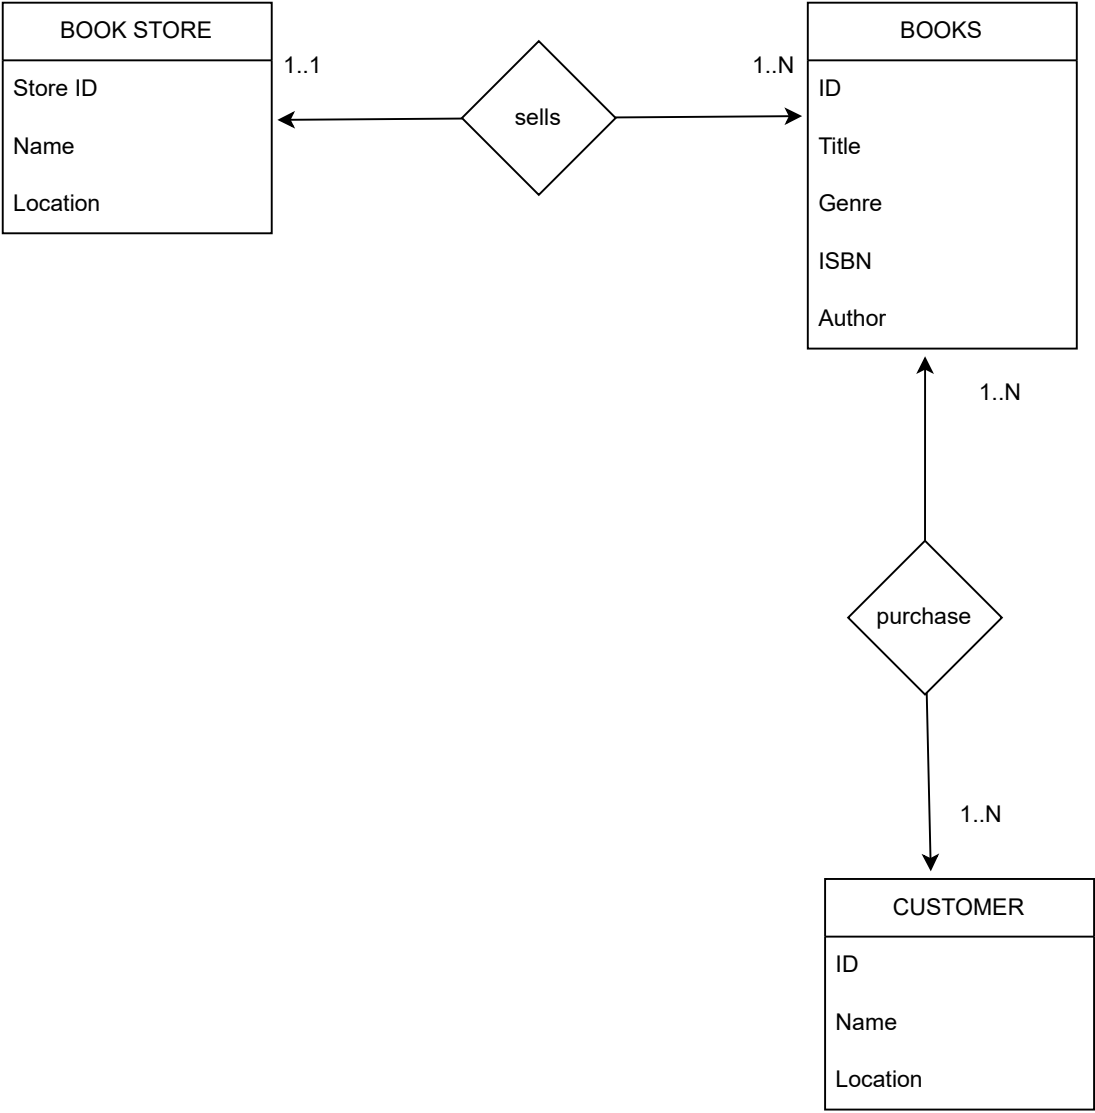 BOOK STORE
Store ID
Name
Location
1..1
sells
1..N
BOOKS
ID
Title
Genre
ISBN
Author
1..N
purchase
1..N
CUSTOMER
ID
Name
Location